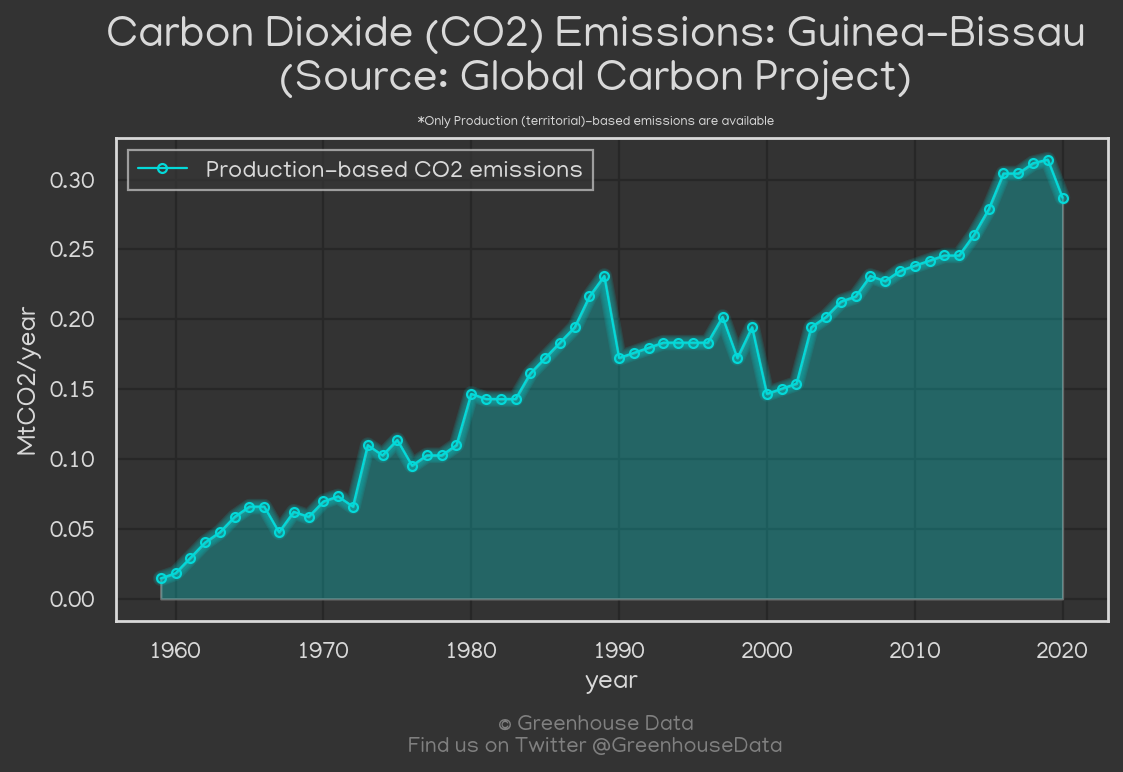 Carbon Dioxide (CO2) Emissions: Guinea-Bissau
(Source: Global Carbon Project)
*Only Production (territorial)-based emissions are available
Production-based CO2 emissions
0.30
0.25
0.20
0.15
0.10
0.05
0.00
MtCO2/year
1960 1970 1980 1990 2000 2010 2020
year
© Greenhouse Data
Find us on Twitter @GreenhouseData